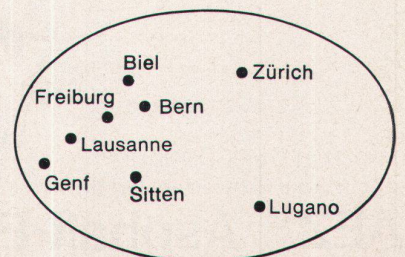 Biel
Zürich
Freiburg
Bern
Lausanne
Genf
Sitten
Lugano